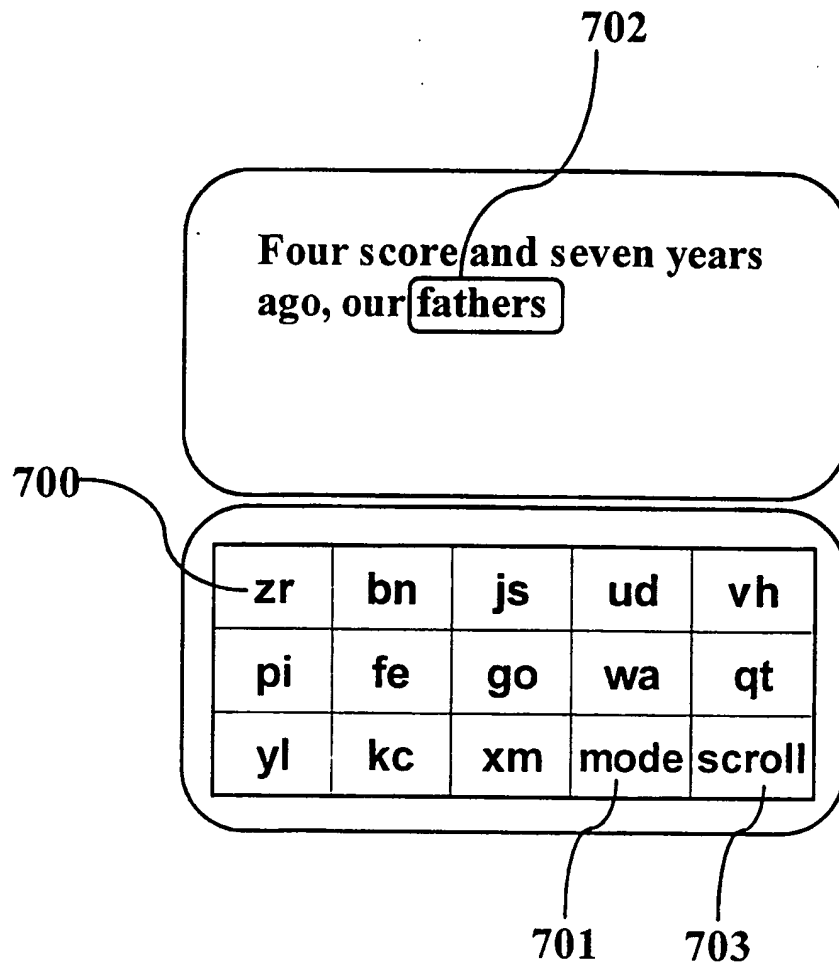 702
Four score and seven years
ago, our fathers
700
zr bn js ud vh
pi fe go wa qt
yl kc xm mode scroll
701 703